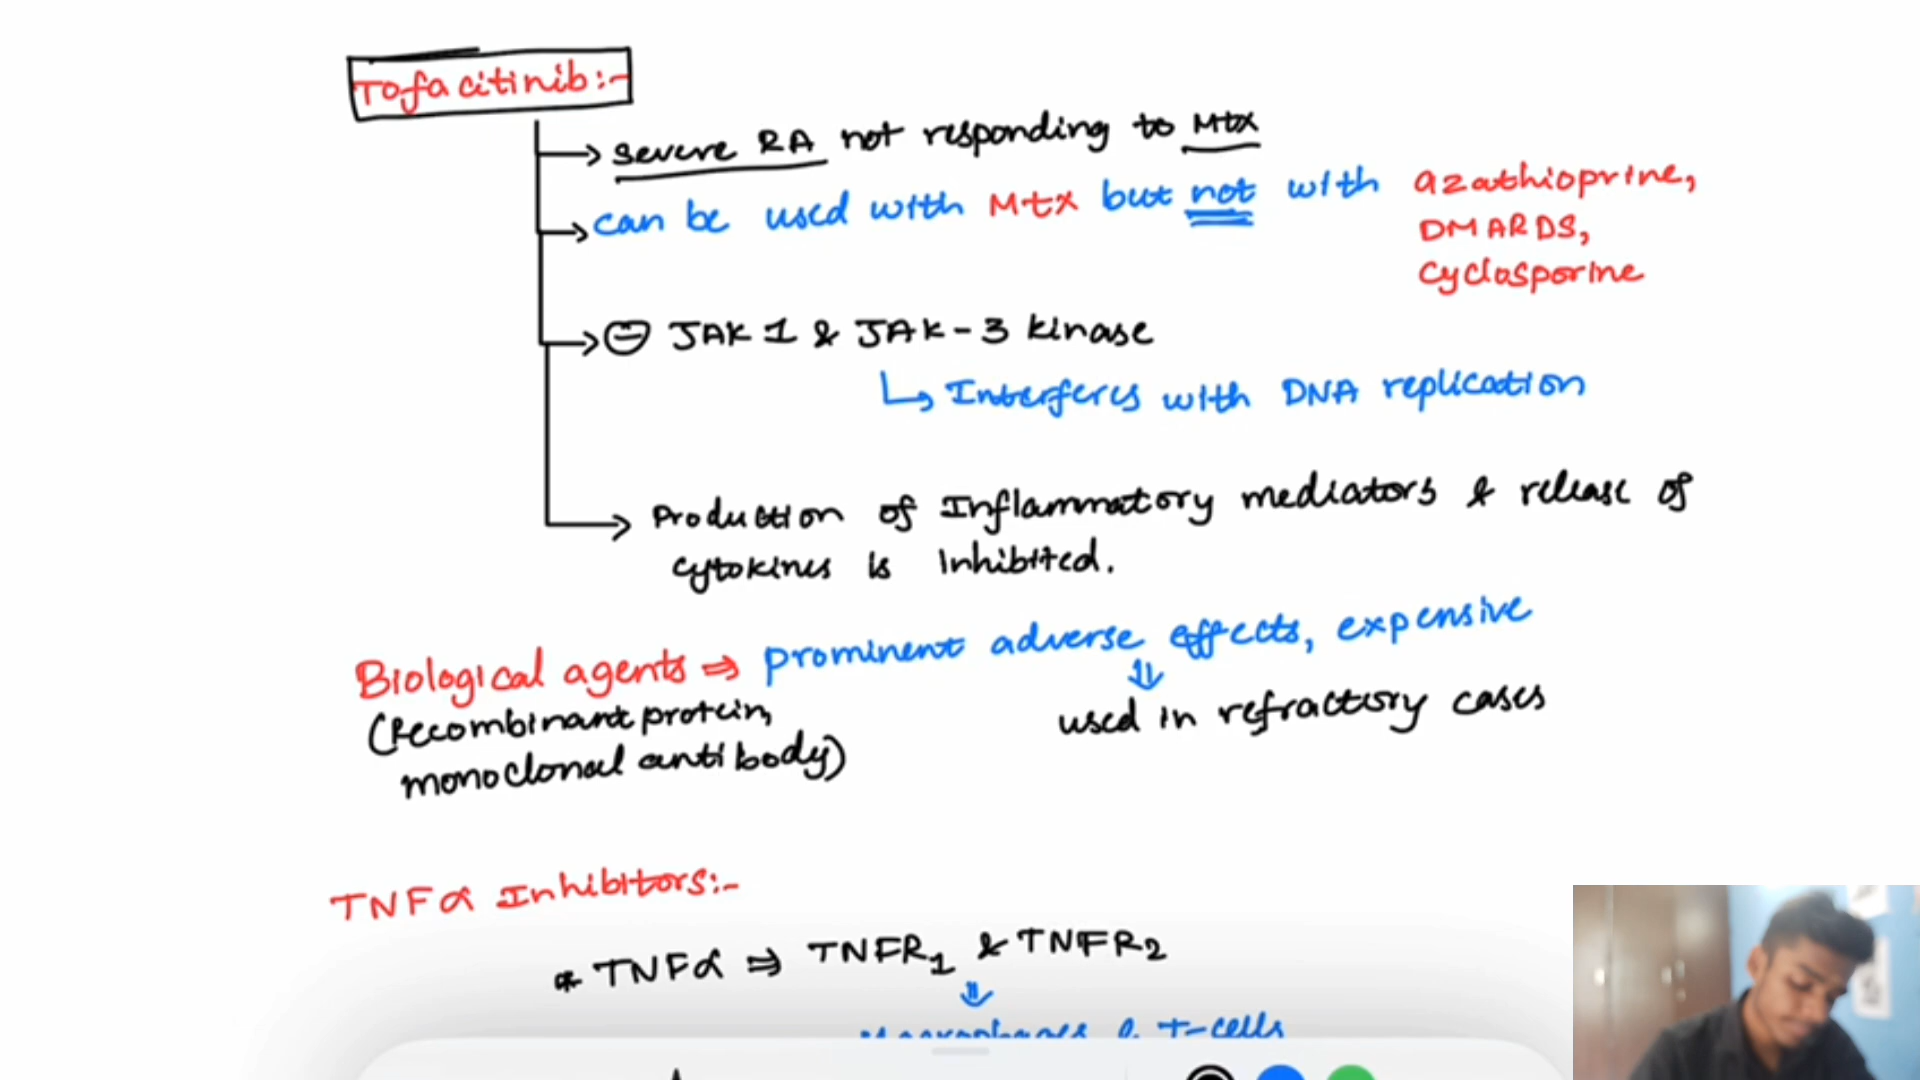 Tofacitinib:-
severe RA not responding to Mtx
can be used with Mtx but not with azathioprine,
DMARDS,
cyclosporine
⊖ JAK 1 & JAK-3 kinase
↳ Interferes with DNA replication
Production of Inflammatory mediators & release of
cytokines is inhibited.
Biological agents ⇒ prominent adverse effects, expensive
(Recombinant protein,
monoclonal antibody)
⇓
used in refractory cases
TNFα Inhibitors:-
* TNFα ⇒ TNFR1 & TNFR2
⇓
Macrophages & T-cells